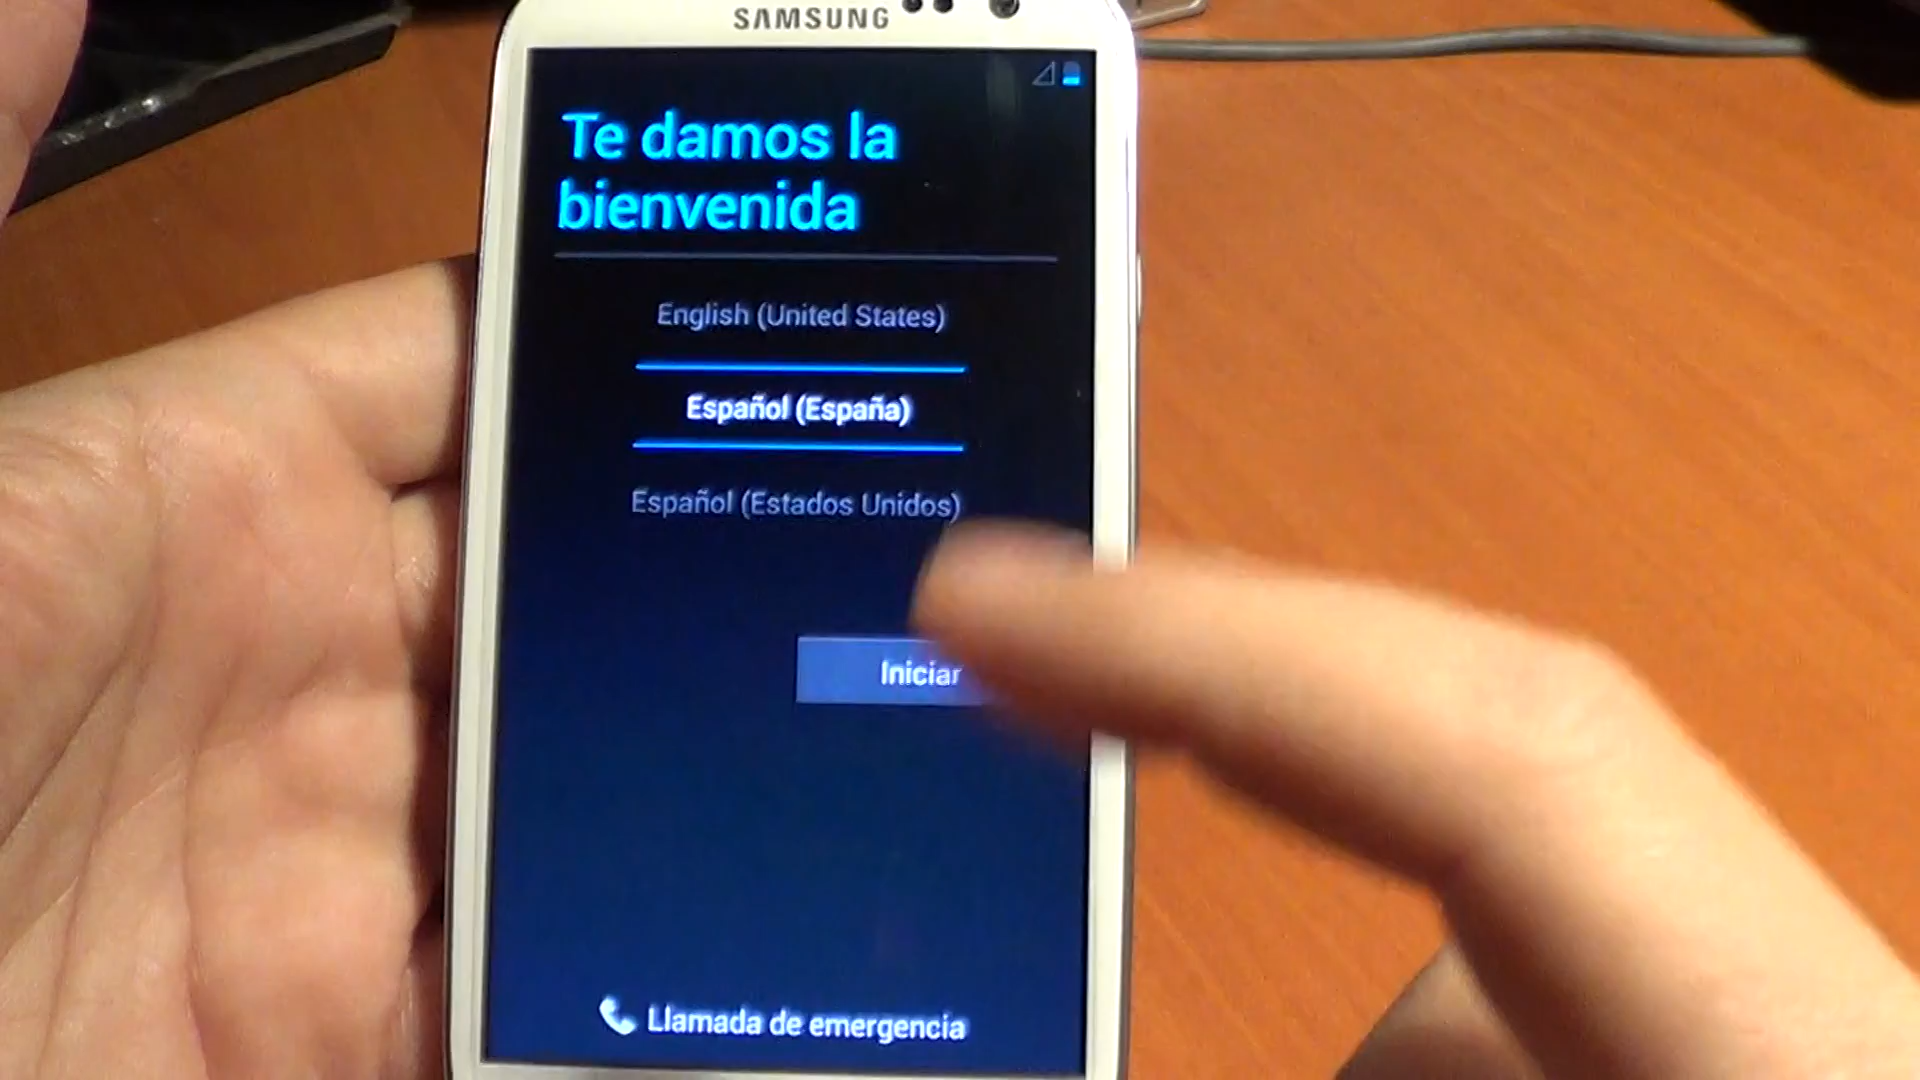 SAMSUNG
Te damos la
bienvenida
English (United States)
Español (España)
Español (Estados Unidos)
Iniciar
Llamada de emergencia